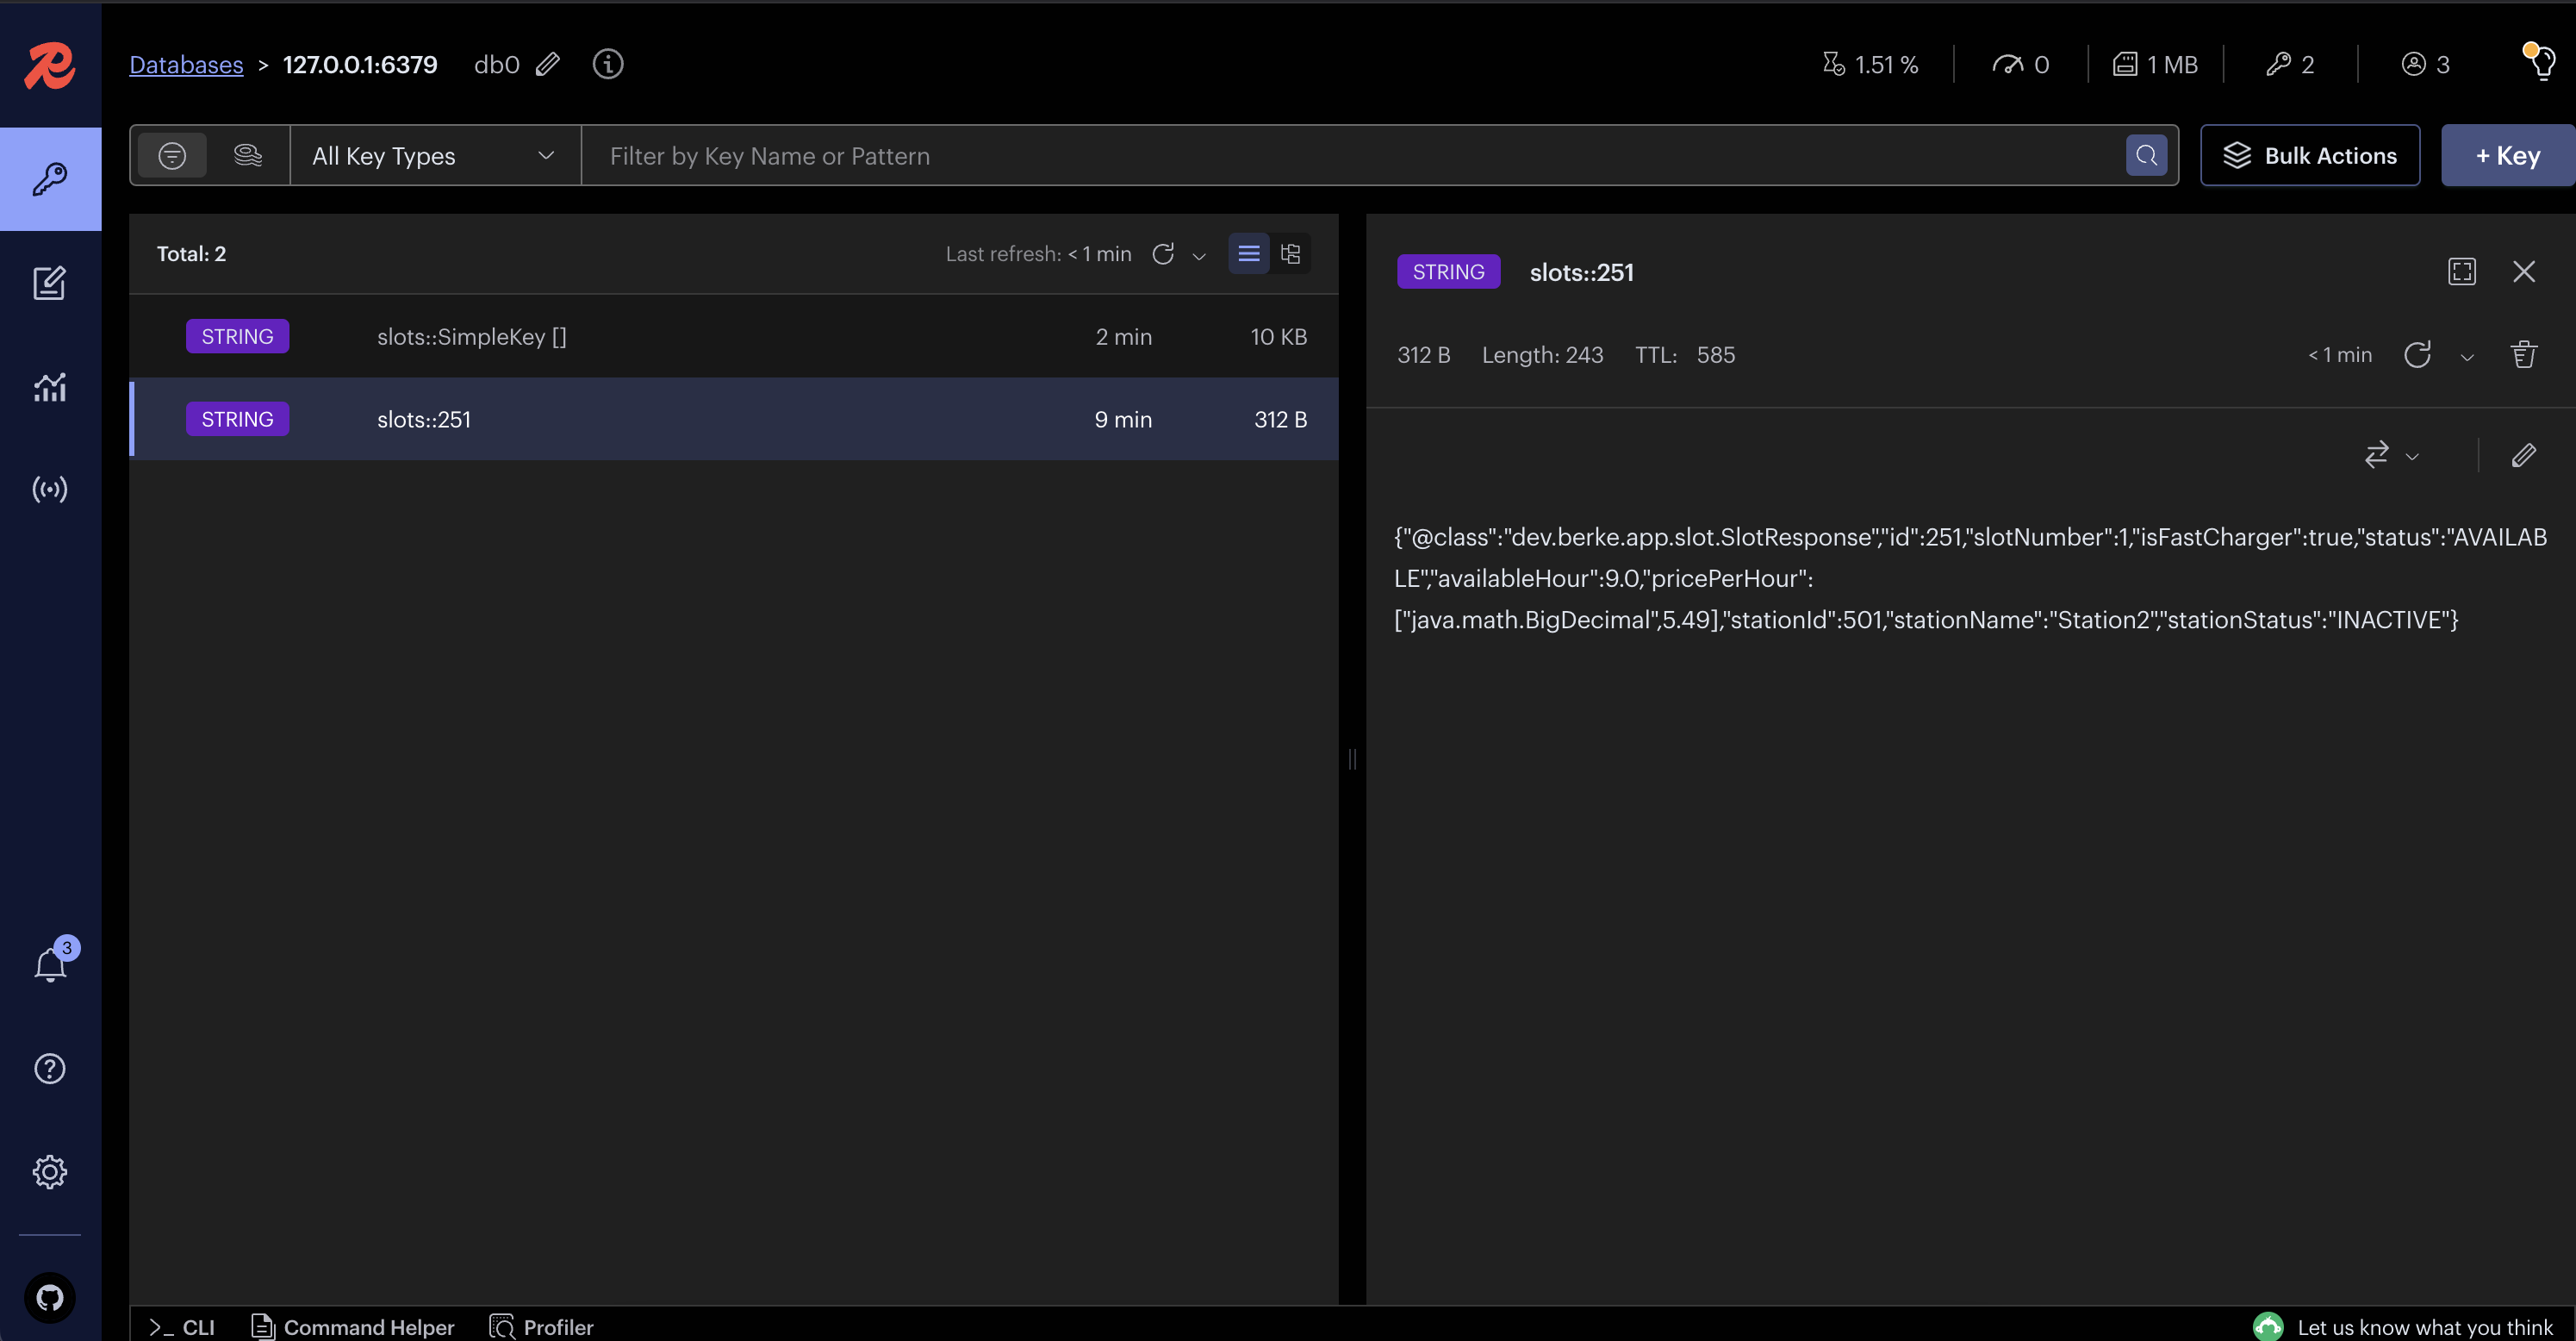 Databases > 127.0.0.1:6379 db0 1.51 % 0 1 MB 2 3
All Key Types Filter by Key Name or Pattern Bulk Actions + Key
Total: 2 Last refresh: < 1 min
STRING slots::SimpleKey [] 2 min 10 KB
STRING slots::251 9 min 312 B
STRING slots::251
312 B Length: 243 TTL: 585 < 1 min
{"@class":"dev.berke.app.slot.SlotResponse","id":251,"slotNumber":1,"isFastCharger":true,"status":"AVAILAB
LE","availableHour":9.0,"pricePerHour":
["java.math.BigDecimal",5.49],"stationId":501,"stationName":"Station2","stationStatus":"INACTIVE"}
3
>_ CLI Command Helper Profiler Let us know what you think